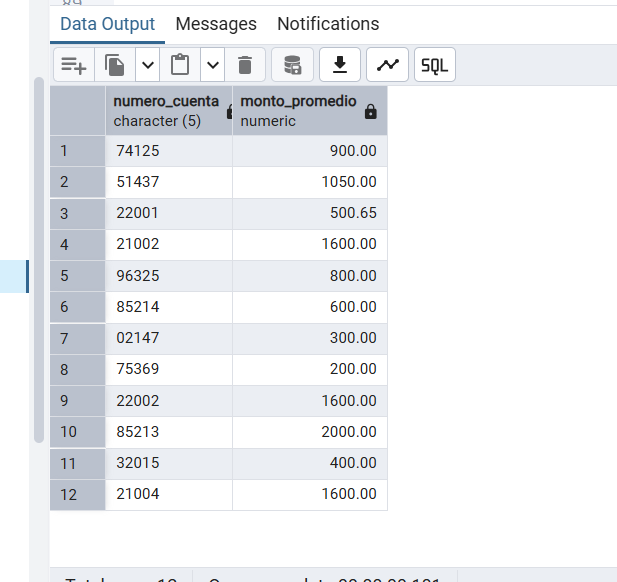 Data Output Messages Notifications
SQL
numero_cuenta monto_promedio
character (5) numeric
1 74125 900.00
2 51437 1050.00
3 22001 500.65
4 21002 1600.00
5 96325 800.00
6 85214 600.00
7 02147 300.00
8 75369 200.00
9 22002 1600.00
10 85213 2000.00
11 32015 400.00
12 21004 1600.00